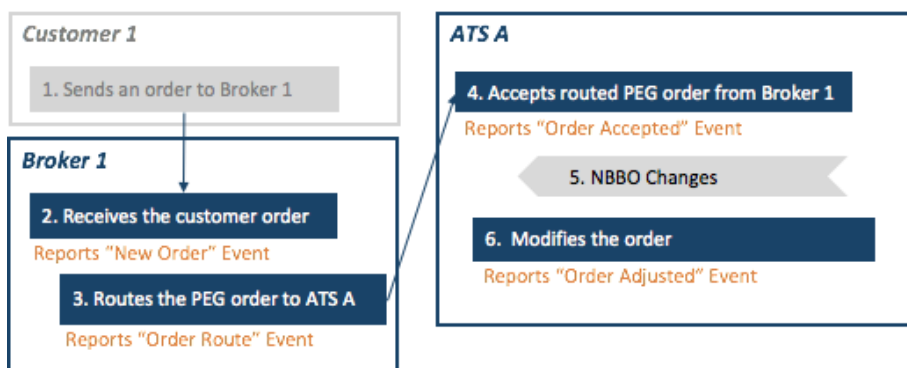 Customer 1
1. Sends an order to Broker 1
Broker 1
2. Receives the customer order
Reports "New Order" Event
3. Routes the PEG order to ATS A
Reports "Order Route" Event
ATS A
4. Accepts routed PEG order from Broker 1
Reports "Order Accepted" Event
5. NBBO Changes
6. Modifies the order
Reports "Order Adjusted" Event